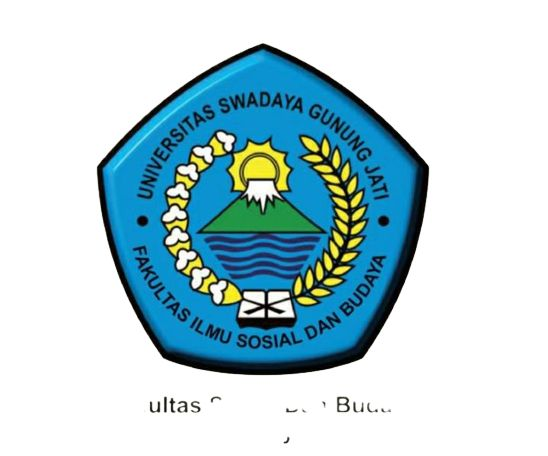 UNIVERSITAS SWADAYA GUNUNG JATI
FAKULTAS ILMU SOSIAL DAN BUDAYA